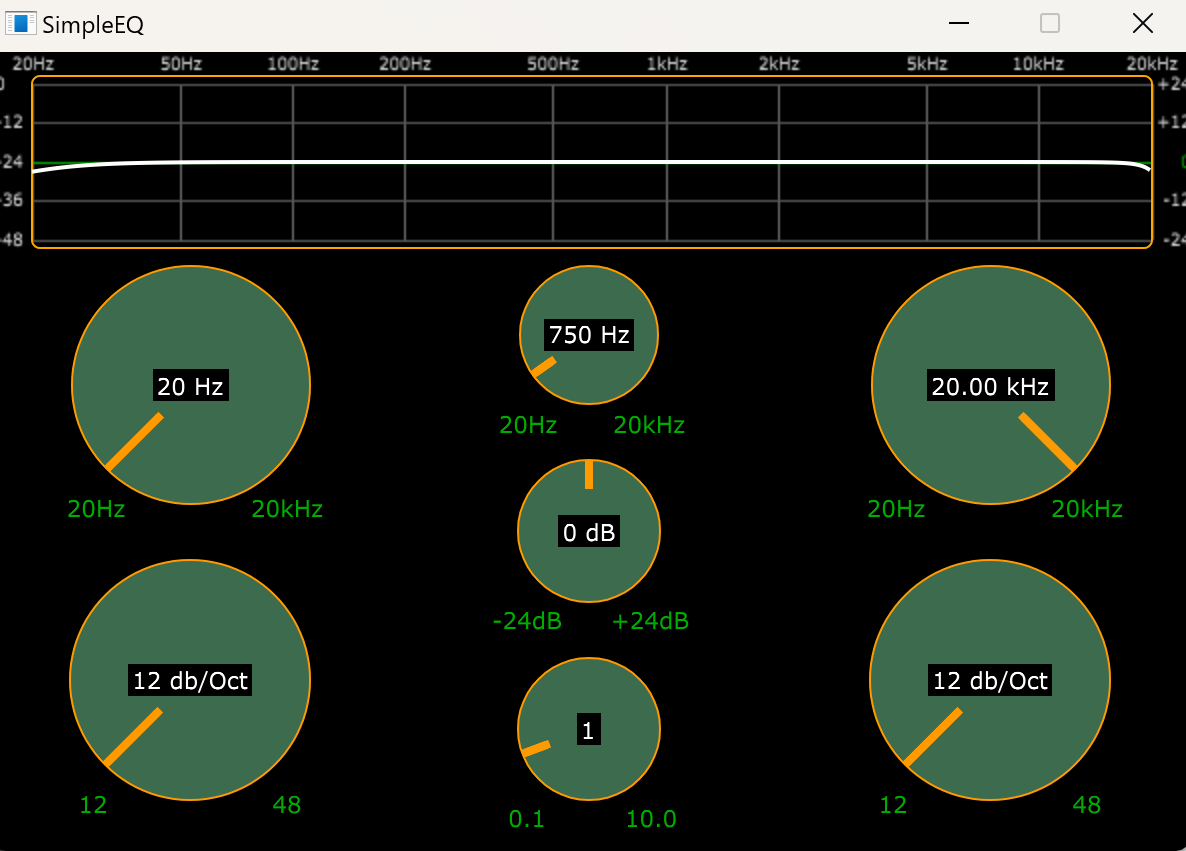 SimpleEQ
20Hz 50Hz 100Hz 200Hz 500Hz 1kHz 2kHz 5kHz 10kHz 20kHz
0 +24
-12 +12
-24 0
-36 -12
-48 -24
750 Hz
20 Hz 20.00 kHz
20Hz 20kHz
20Hz 20kHz 20Hz 20kHz
0 dB
-24dB +24dB
12 db/Oct 12 db/Oct
1
12 48 12 48
0.1 10.0